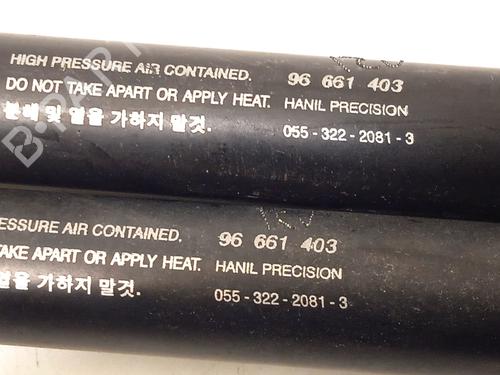 HIGH PRESSURE AIR CONTAINED. 96 661 403
DO NOT TAKE APART OR APPLY HEAT. HANIL PRECISION
분해 및 열을 가하지 말것. 055-322-2081-3
PRESSURE AIR CONTAINED. 96 661 403
TAKE APART OR APPLY HEAT. HANIL PRECISION
열을 가하지 말것. 055-322-2081-3